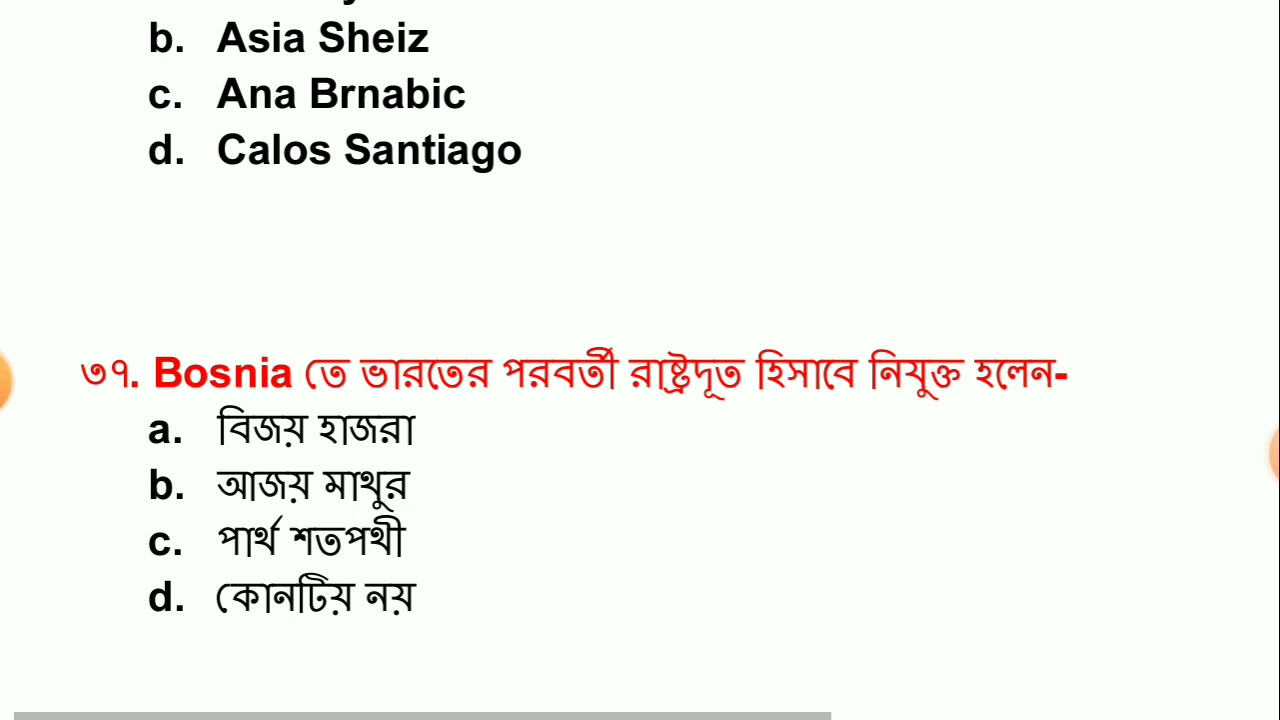 b. Asia Sheiz
c. Ana Brnabic
d. Calos Santiago
৩৭. Bosnia তে ভারতের পরবর্তী রাষ্ট্রদূত হিসাবে নিযুক্ত হলেন-
a. বিজয় হাজরা
b. আজয় মাথুর
c. পার্থ শতপথী
d. কোনটিয় নয়